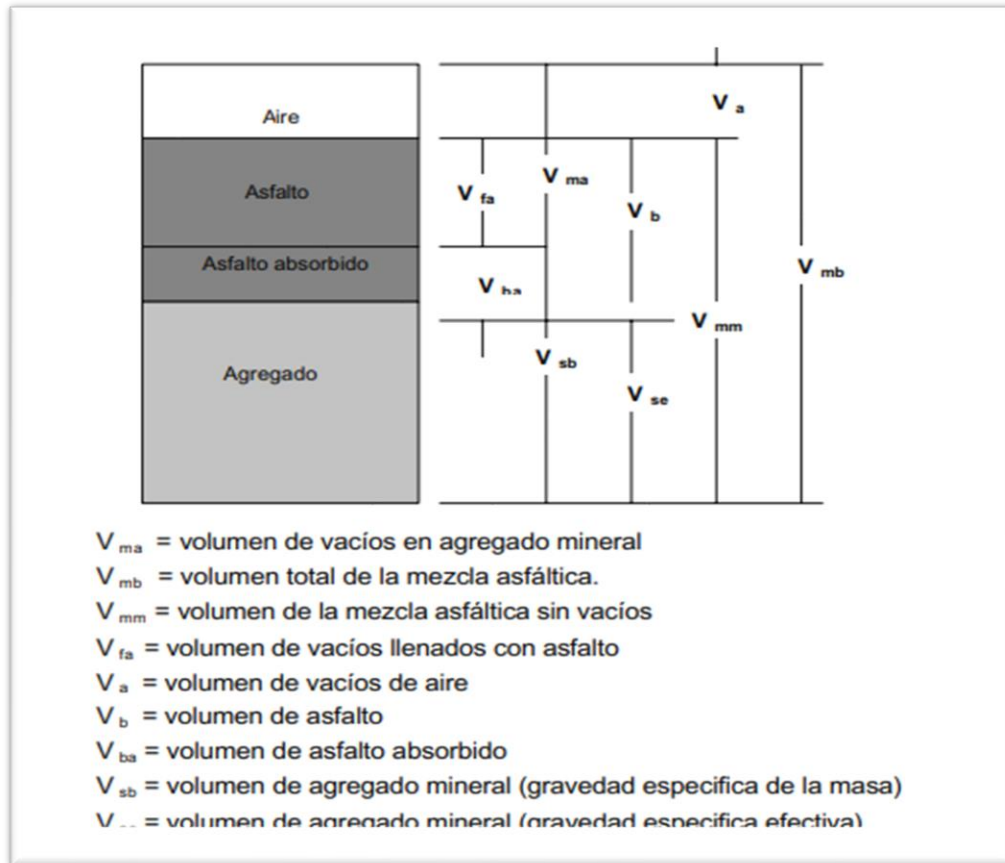 Aire
V a
Asfalto
V fa
V ma
V b
Asfalto absorbido
V mb
V ba
V mm
V sb
Agregado
V se
V ma = volumen de vacíos en agregado mineral
V mb = volumen total de la mezcla asfáltica.
V mm = volumen de la mezcla asfáltica sin vacíos
V fa = volumen de vacíos llenados con asfalto
V a = volumen de vacíos de aire
V b = volumen de asfalto
V ba = volumen de asfalto absorbido
V sb = volumen de agregado mineral (gravedad especifica de la masa)
V = volumen de agregado mineral (gravedad especifica efectiva)